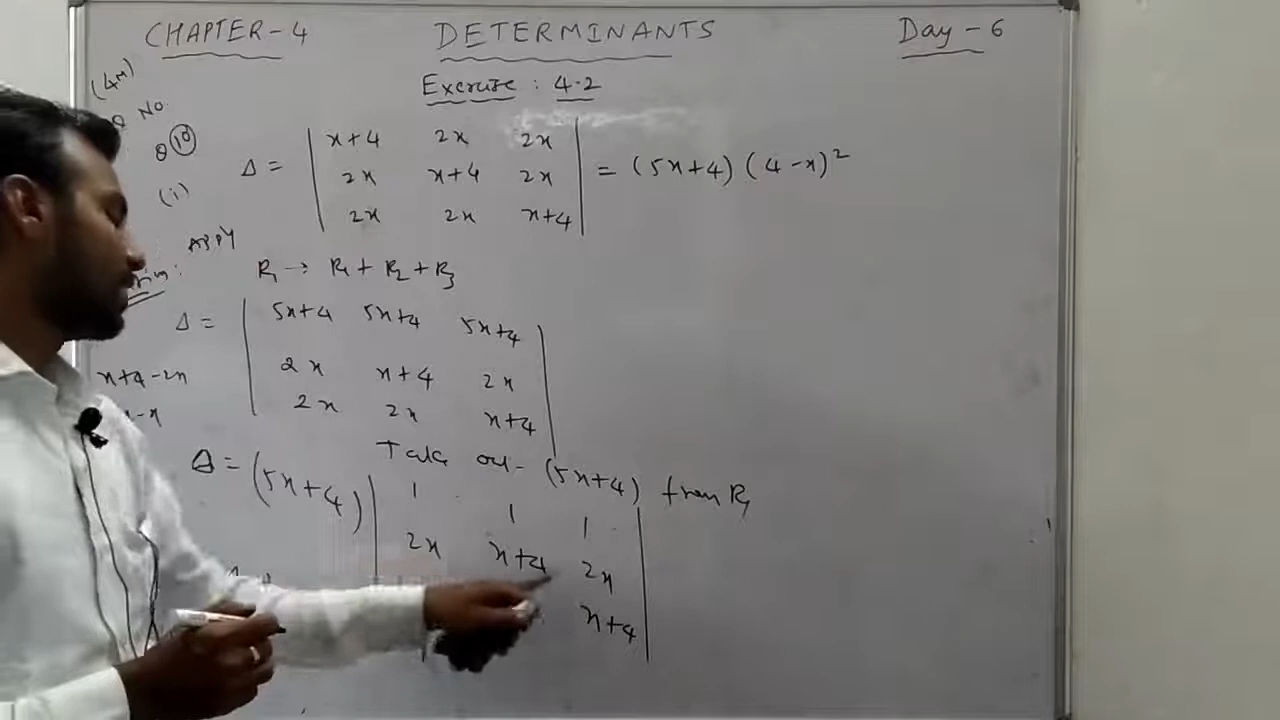 CHAPTER-4 DETERMINANTS Day-6
Exercise : 4.2
(4M)
Q No
Q 10
(i)
Δ = | x+4 2x 2x | = (5x+4) (4-x)²
| 2x x+4 2x |
| 2x 2x x+4 |
R₁ → R₁ + R₂ + R₃
Δ = | 5x+4 5x+4 5x+4 |
| 2x x+4 2x |
| 2x 2x x+4 |
x+4-2x
-x
Take out (5x+4) from R₁
Δ = (5x+4) | 1 1 1 |
| 2x x+4 2x |
x+4 |